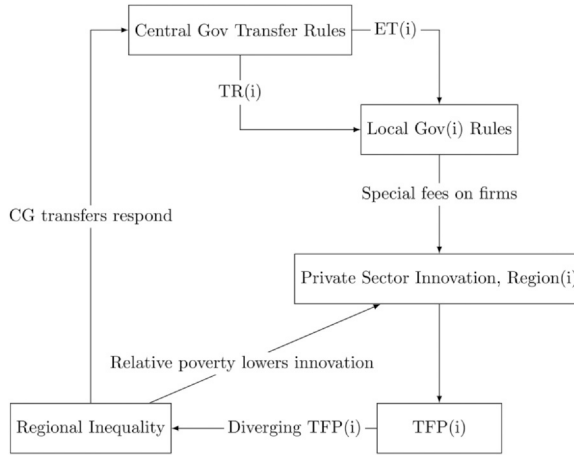 Central Gov Transfer Rules
ET(i)
TR(i)
Local Gov(i) Rules
Special fees on firms
CG transfers respond
Private Sector Innovation, Region(i)
Relative poverty lowers innovation
Regional Inequality
Diverging TFP(i)
TFP(i)